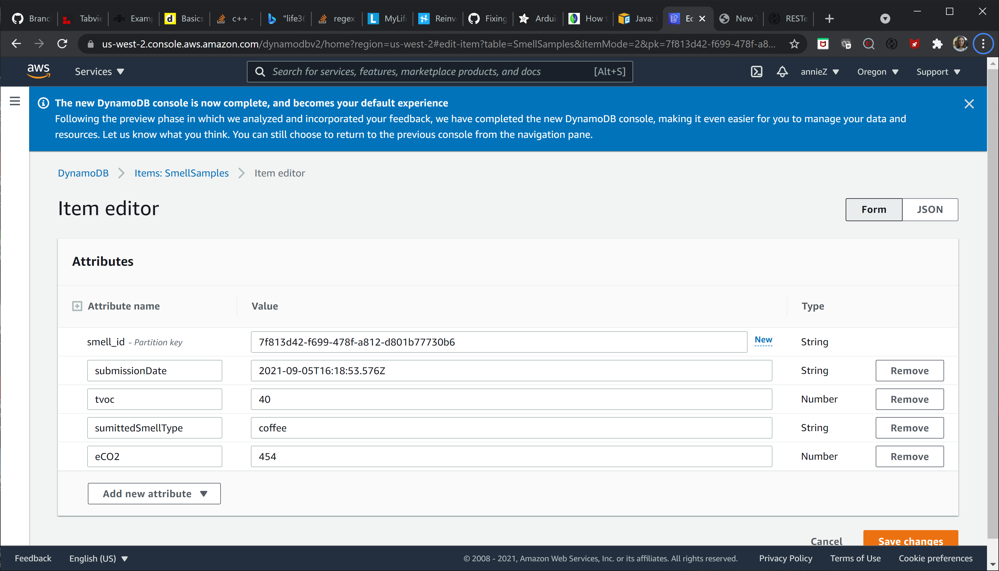 Branc Tabvie Examp Basics c++ - "life36 regex MyLife Reinve Fixing Ardui How t Java: Ec New T RESTe
us-west-2.console.aws.amazon.com/dynamodbv2/home?region=us-west-2#edit-item?table=SmellSamples&itemMode=2&pk=7f813d42-f699-478f-a8...
aws Services Search for services, features, marketplace products, and docs [Alt+S] annieZ Oregon Support
The new DynamoDB console is now complete, and becomes your default experience
Following the preview phase in which we analyzed and incorporated your feedback, we have completed the new DynamoDB console, making it even easier for you to manage your data and
resources. Let us know what you think. You can still choose to return to the previous console from the navigation pane.
DynamoDB Items: SmellSamples Item editor
Item editor Form JSON
Attributes
Attribute name Value Type
smell_id - Partition key 7f813d42-f699-478f-a812-d801b77730b6 New String
submissionDate 2021-09-05T16:18:53.576Z String Remove
tvoc 40 Number Remove
sumittedSmellType coffee String Remove
eCO2 454 Number Remove
Add new attribute
Cancel Save changes
Feedback English (US) © 2008 - 2021, Amazon Web Services, Inc. or its affiliates. All rights reserved. Privacy Policy Terms of Use Cookie preferences